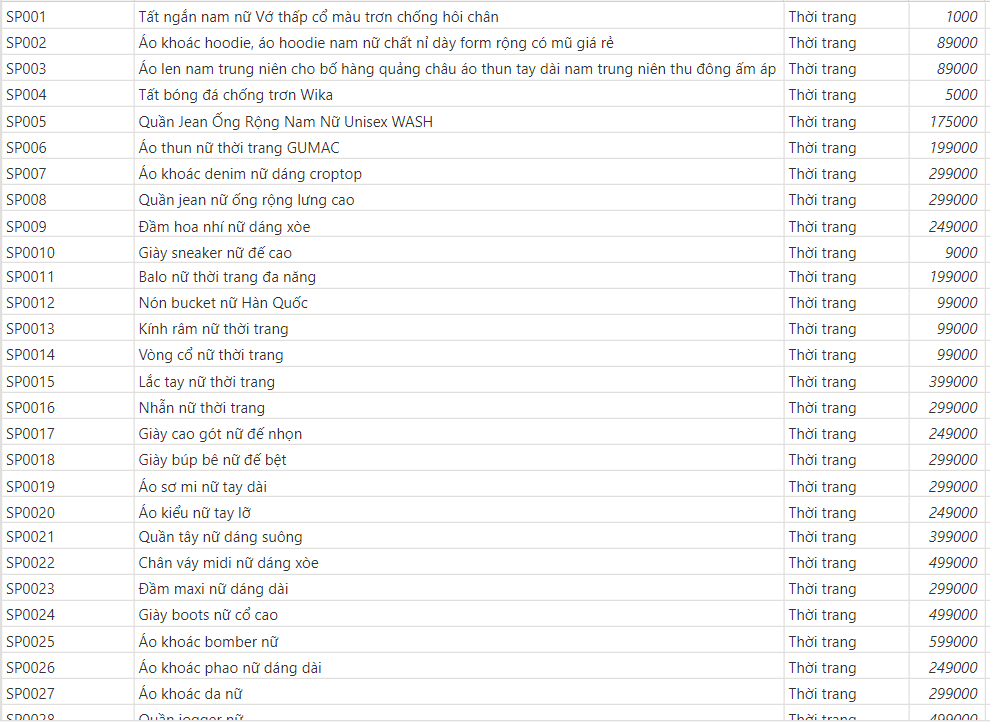 SP001 Tất ngắn nam nữ Vớ thấp cổ màu trơn chống hôi chân Thời trang 1000
SP002 Áo khoác hoodie, áo hoodie nam nữ chất nỉ dày form rộng có mũ giá rẻ Thời trang 89000
SP003 Áo len nam trung niên cho bố hàng quảng châu áo thun tay dài nam trung niên thu đông ấm áp Thời trang 89000
SP004 Tất bóng đá chống trơn Wika Thời trang 5000
SP005 Quần Jean Ống Rộng Nam Nữ Unisex WASH Thời trang 175000
SP006 Áo thun nữ thời trang GUMAC Thời trang 199000
SP007 Áo khoác denim nữ dáng croptop Thời trang 299000
SP008 Quần jean nữ ống rộng lưng cao Thời trang 299000
SP009 Đầm hoa nhí nữ dáng xòe Thời trang 249000
SP0010 Giày sneaker nữ đế cao Thời trang 9000
SP0011 Balo nữ thời trang đa năng Thời trang 199000
SP0012 Nón bucket nữ Hàn Quốc Thời trang 99000
SP0013 Kính râm nữ thời trang Thời trang 99000
SP0014 Vòng cổ nữ thời trang Thời trang 99000
SP0015 Lắc tay nữ thời trang Thời trang 399000
SP0016 Nhẫn nữ thời trang Thời trang 299000
SP0017 Giày cao gót nữ đế nhọn Thời trang 249000
SP0018 Giày búp bê nữ đế bệt Thời trang 299000
SP0019 Áo sơ mi nữ tay dài Thời trang 299000
SP0020 Áo kiểu nữ tay lỡ Thời trang 249000
SP0021 Quần tây nữ dáng suông Thời trang 399000
SP0022 Chân váy midi nữ dáng xòe Thời trang 499000
SP0023 Đầm maxi nữ dáng dài Thời trang 299000
SP0024 Giày boots nữ cổ cao Thời trang 499000
SP0025 Áo khoác bomber nữ Thời trang 599000
SP0026 Áo khoác phao nữ dáng dài Thời trang 249000
SP0027 Áo khoác da nữ Thời trang 299000
SP0028 Quần jogger nữ Thời trang 499000